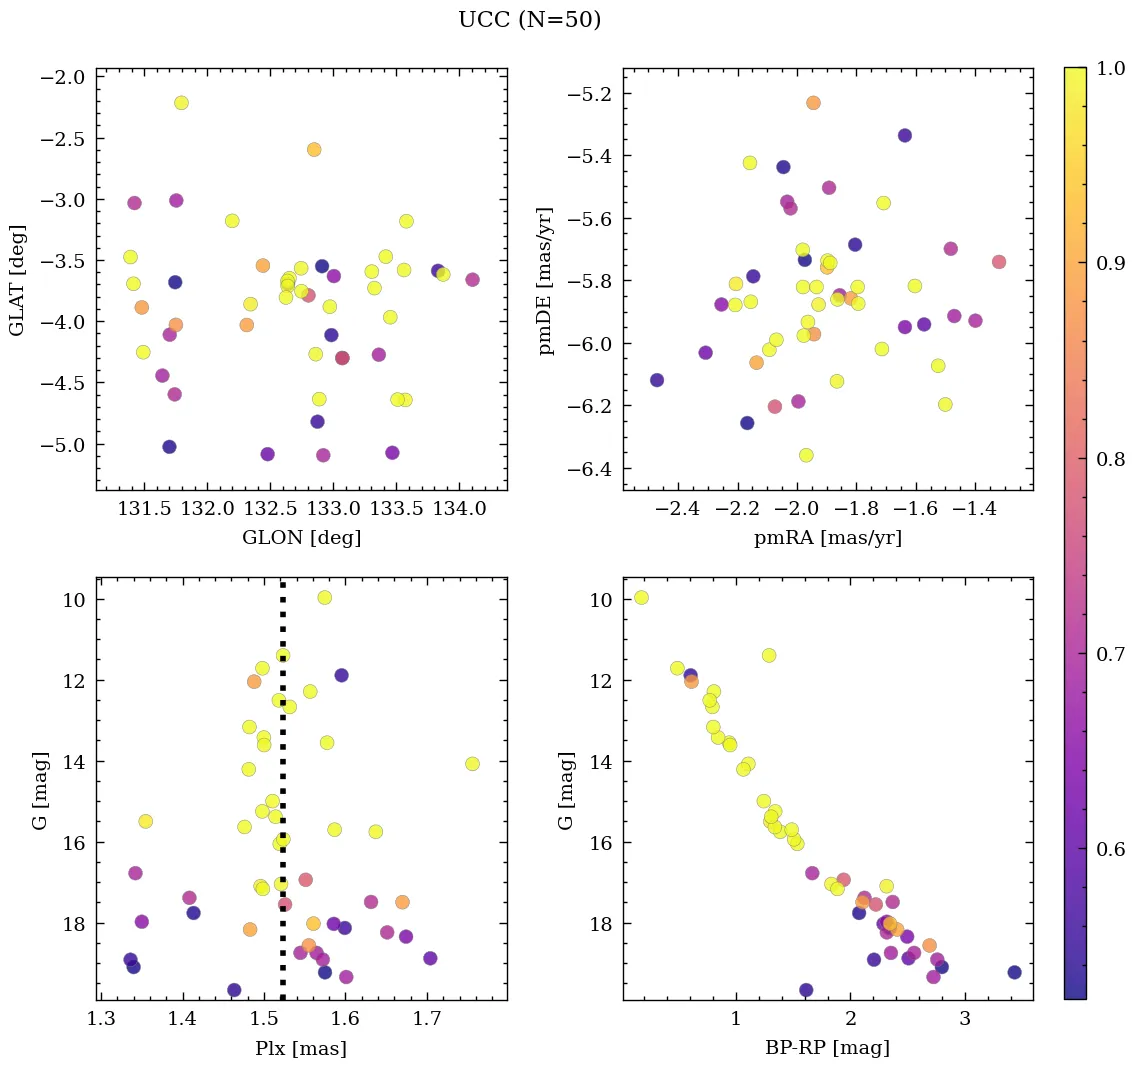 UCC (N=50)
−2.0
−2.5
−3.0
−3.5
−4.0
−4.5
−5.0
GLAT [deg]
131.5 132.0 132.5 133.0 133.5 134.0
GLON [deg]
−5.2
−5.4
−5.6
−5.8
−6.0
−6.2
−6.4
pmDE [mas/yr]
−2.4 −2.2 −2.0 −1.8 −1.6 −1.4
pmRA [mas/yr]
10
12
14
16
18
G [mag]
1.3 1.4 1.5 1.6 1.7
Plx [mas]
10
12
14
16
18
G [mag]
1 2 3
BP-RP [mag]
1.0
0.9
0.8
0.7
0.6